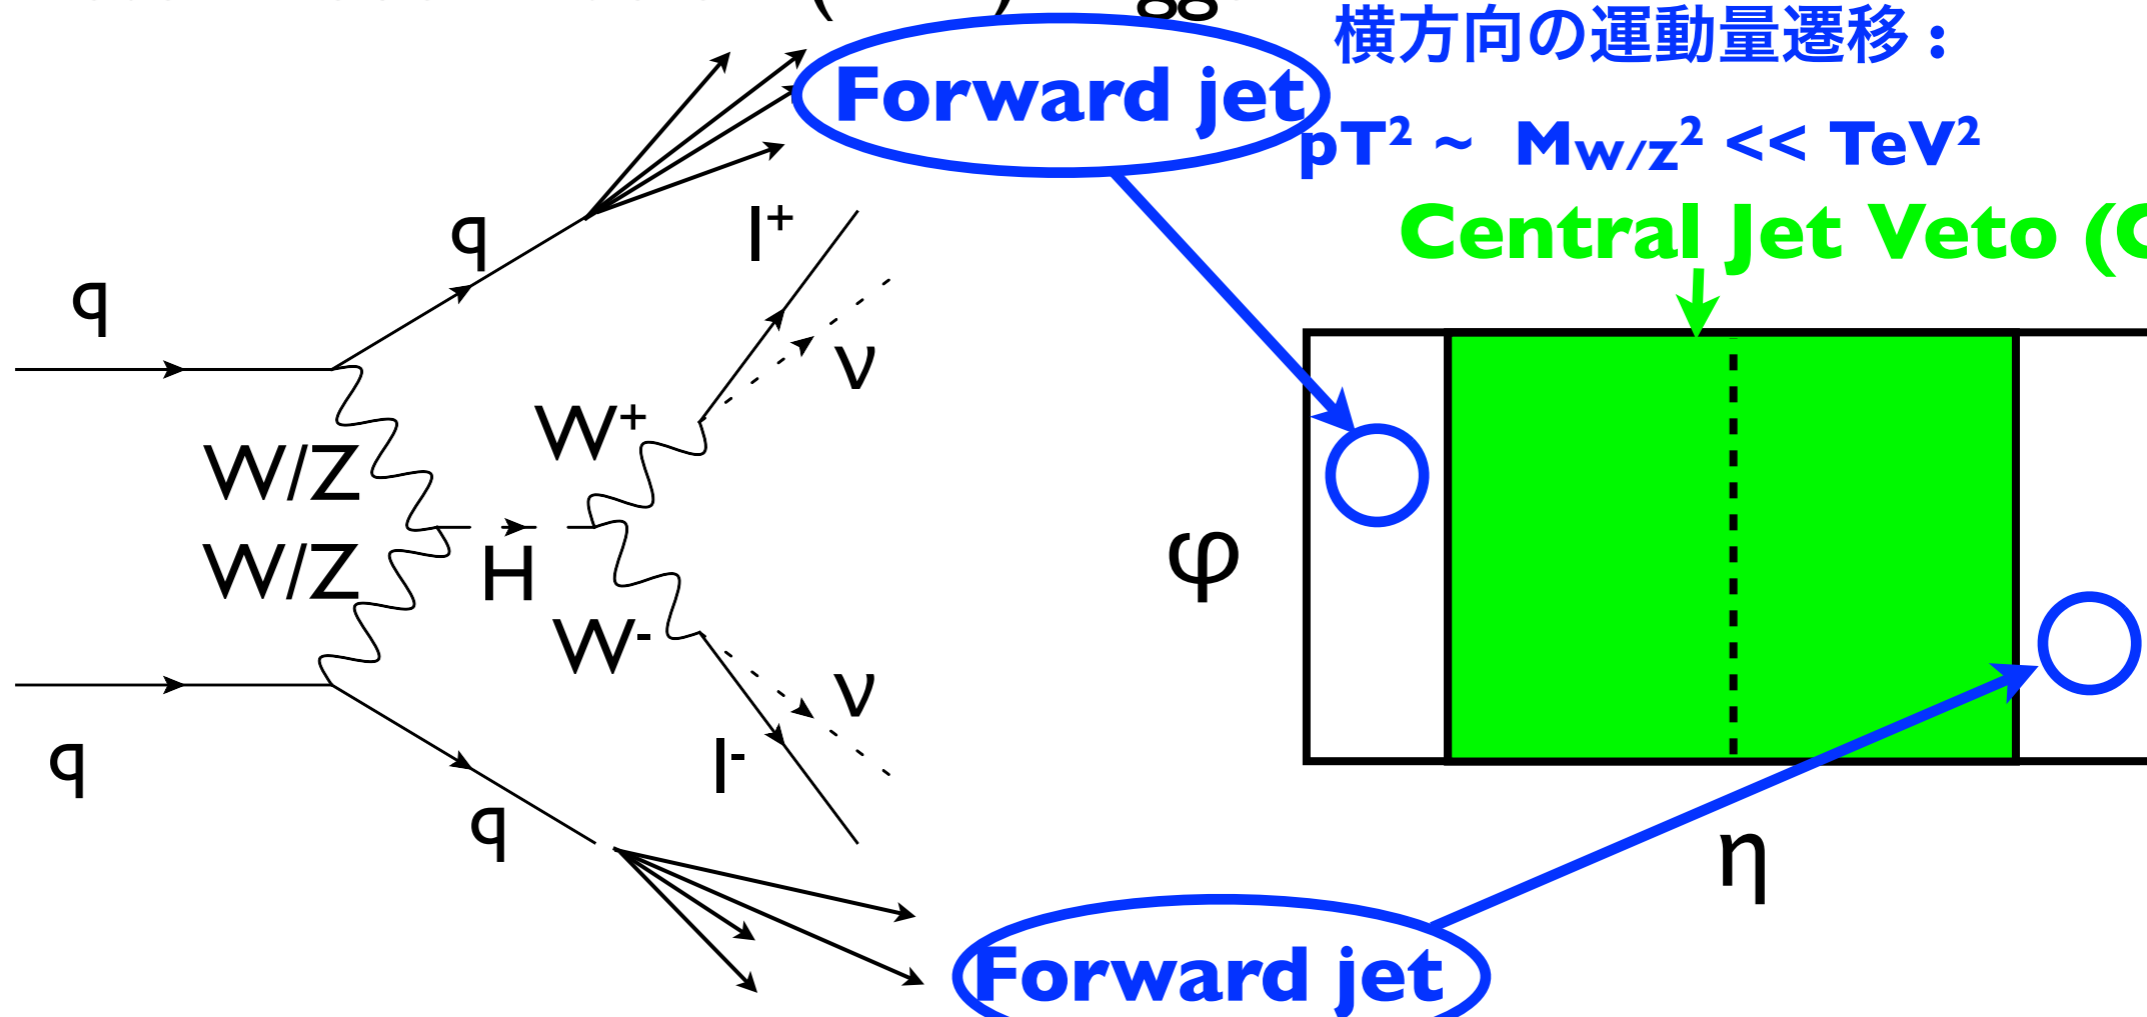 横方向の運動量遷移 :
Forward jet
pT² ~ MW/Z² << TeV²
Central Jet Veto (
q
l⁺
q
ν
W⁺
W/Z
W/Z
H
φ
W⁻
ν
l⁻
q
q
η
Forward jet